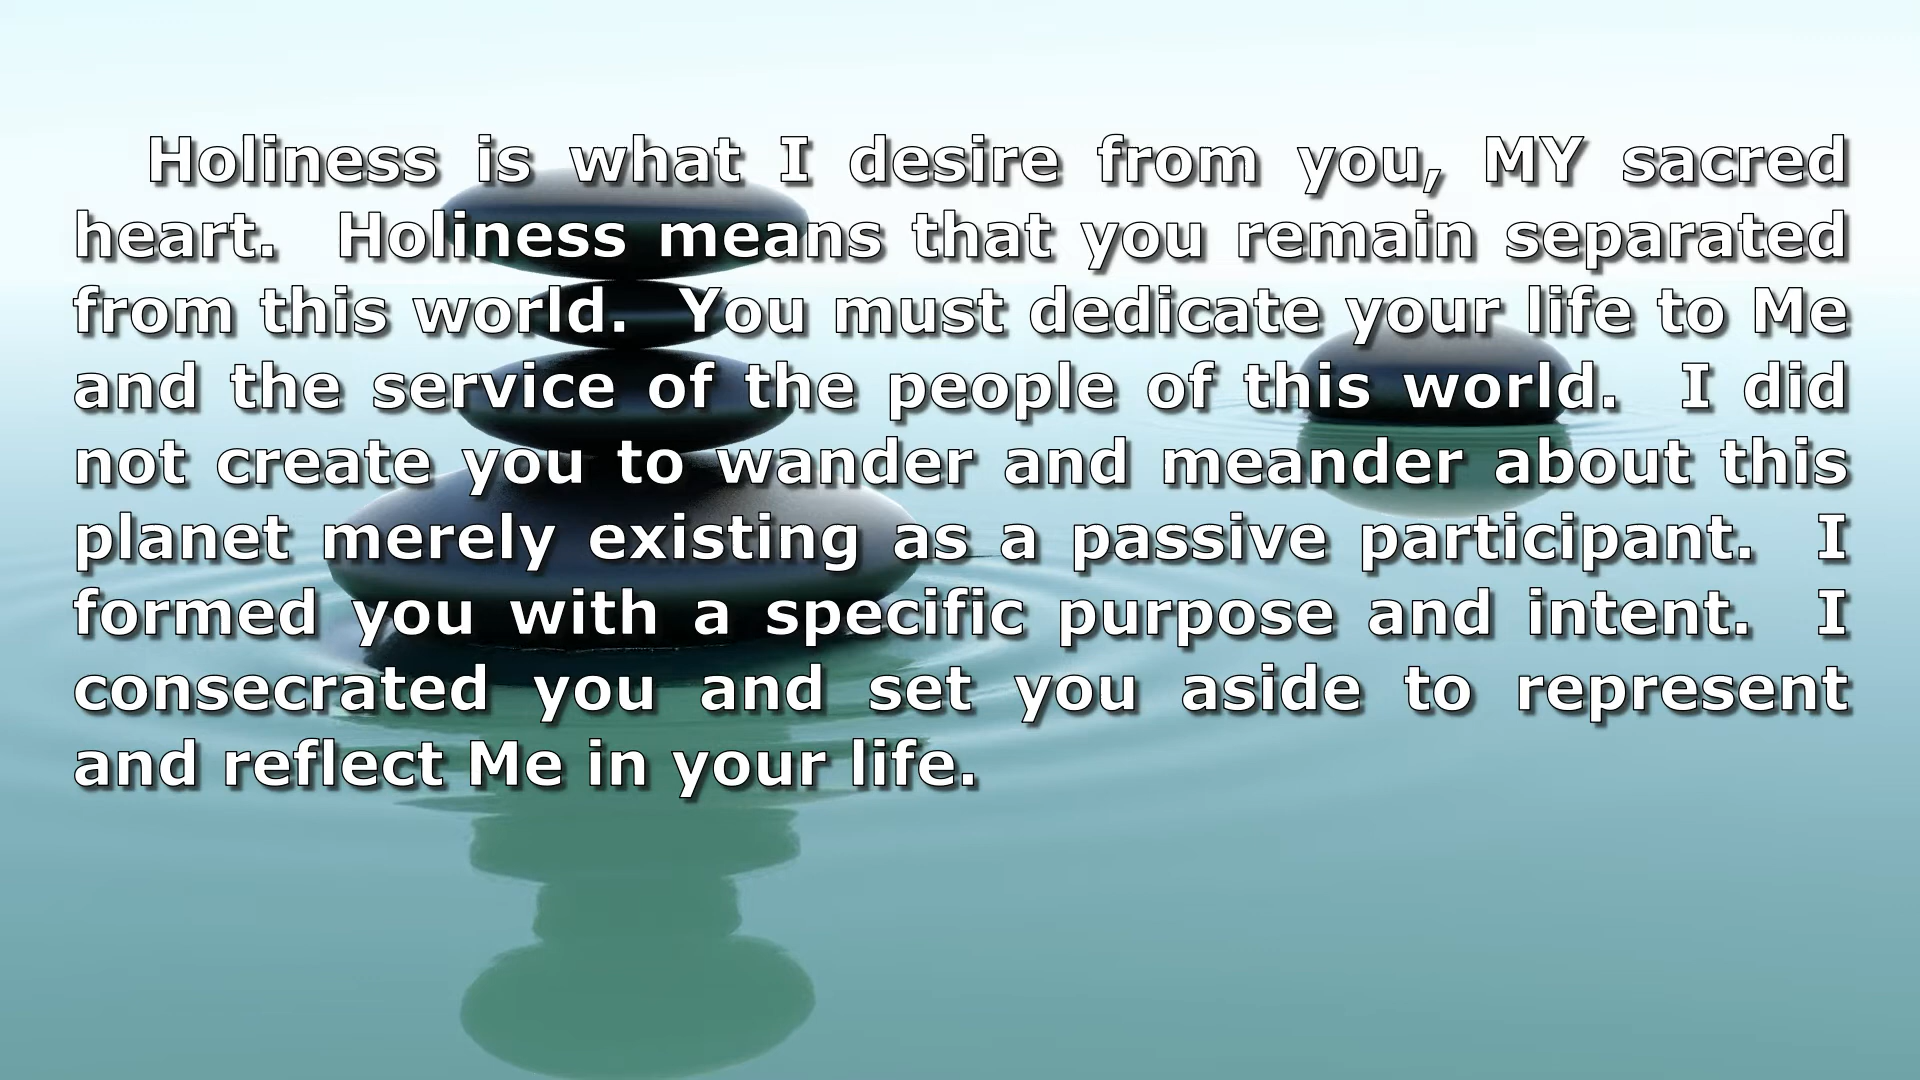 Holiness is what I desire from you, MY sacred
heart. Holiness means that you remain separated
from this world. You must dedicate your life to Me
and the service of the people of this world. I did
not create you to wander and meander about this
planet merely existing as a passive participant. I
formed you with a specific purpose and intent. I
consecrated you and set you aside to represent
and reflect Me in your life.